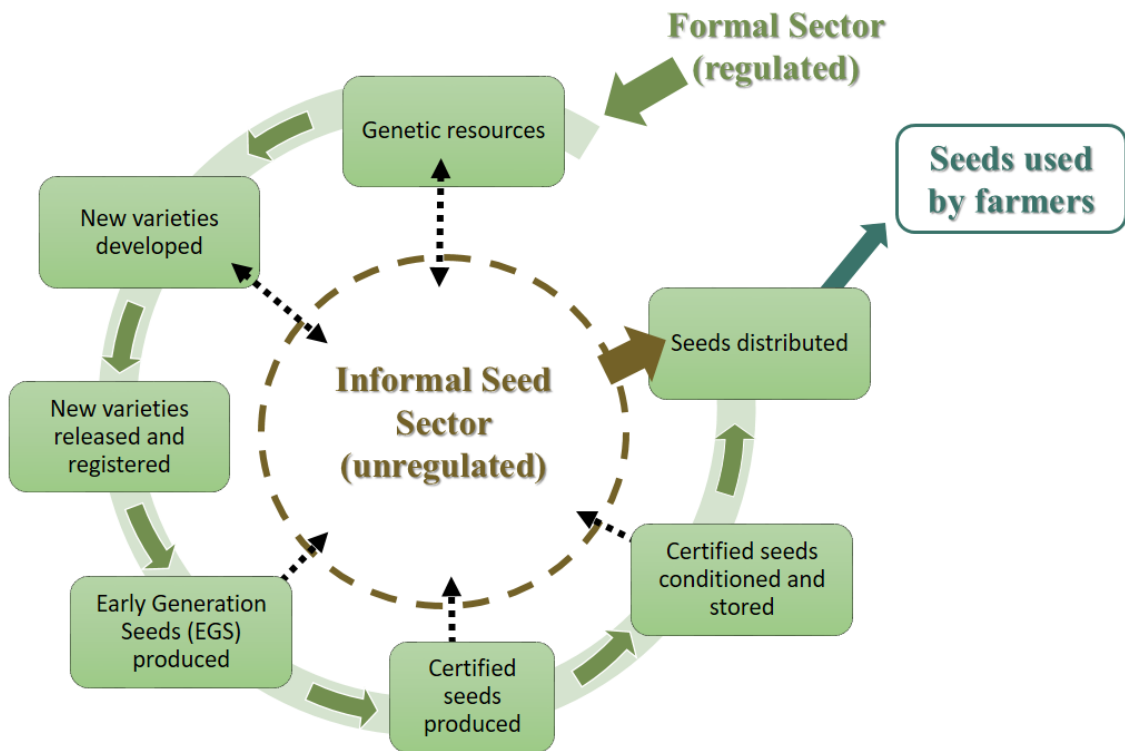 Formal Sector
(regulated)
Genetic resources
Seeds used
by farmers
New varieties
developed
Seeds distributed
Informal Seed
Sector
(unregulated)
New varieties
released and
registered
Certified seeds
conditioned and
stored
Early Generation
Seeds (EGS)
produced
Certified
seeds
produced